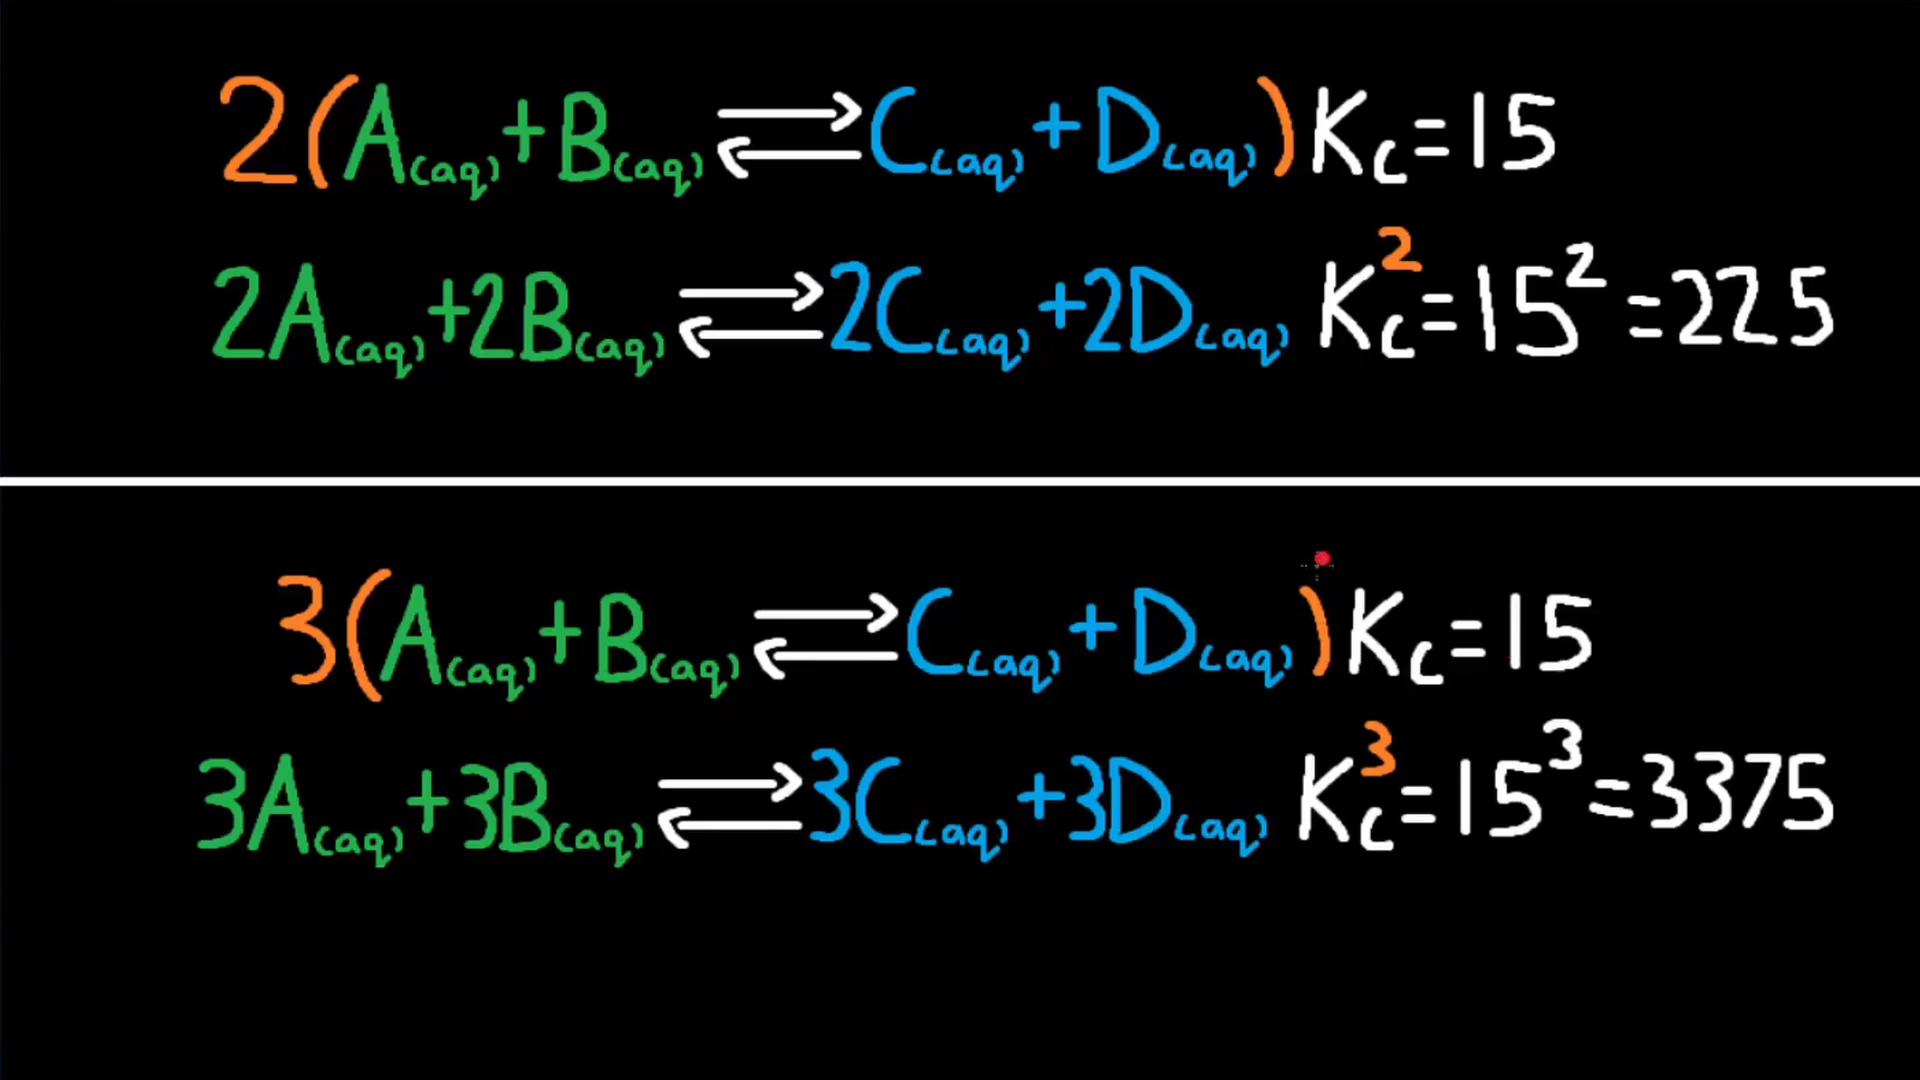 2(A(aq)+B(aq) ⇌ C(aq)+D(aq)) Kc=15
2A(aq)+2B(aq) ⇌ 2C(aq)+2D(aq) Kc²=15²=225
3(A(aq)+B(aq) ⇌ C(aq)+D(aq)) Kc=15
3A(aq)+3B(aq) ⇌ 3C(aq)+3D(aq) Kc³=15³=3375